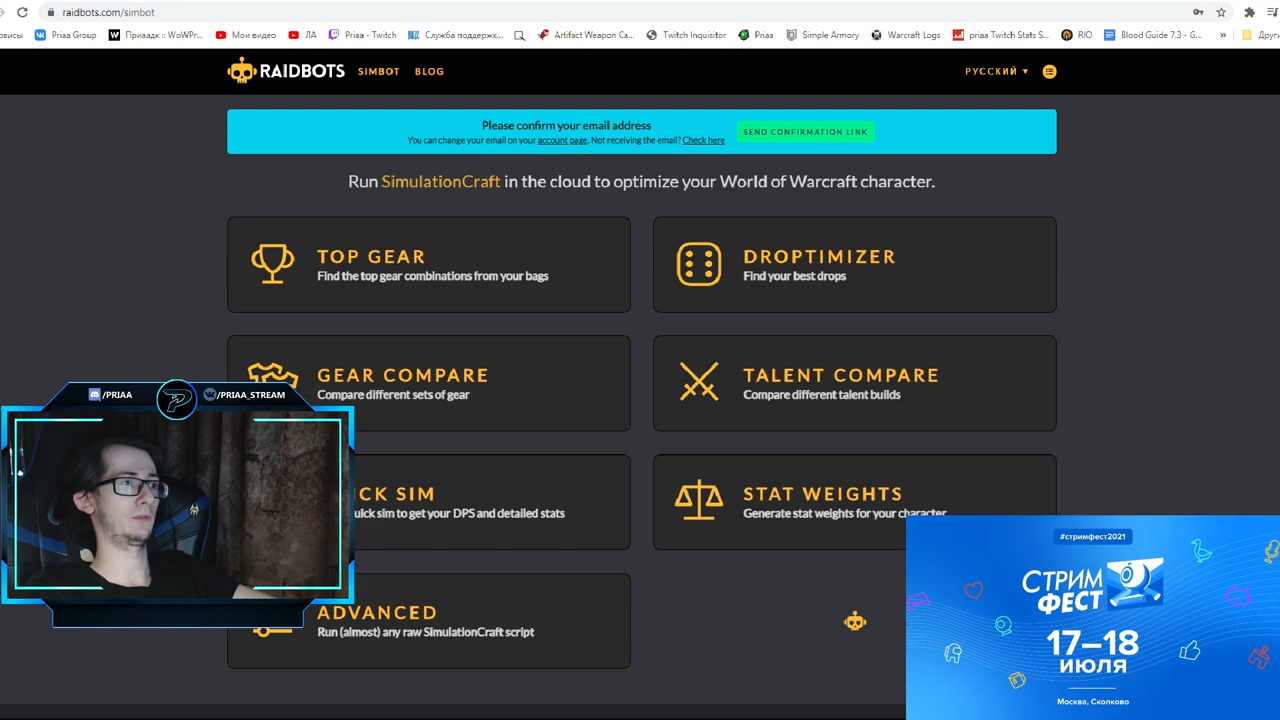 raidbots.com/simbot
Priaa Group
Приаадк :: WoWPr...
Мои видео
ЛА
Priaa - Twitch
Служба поддержк...
Artifact Weapon Ca...
Twitch Inquisitor
Priaa
Simple Armory
Warcraft Logs
priaa Twitch Stats S...
RIO
Blood Guide 7.3 - G...
»
RAIDBOTS
SIMBOT
BLOG
РУССКИЙ ▾
Please confirm your email address
You can change your email on your account page. Not receiving the email? Check here
SEND CONFIRMATION LINK
Run SimulationCraft in the cloud to optimize your World of Warcraft character.
TOP GEAR
Find the top gear combinations from your bags
DROPTIMIZER
Find your best drops
GEAR COMPARE
Compare different sets of gear
TALENT COMPARE
Compare different talent builds
/PRIAA
/PRIAA_STREAM
CK SIM
uick sim to get your DPS and detailed stats
STAT WEIGHTS
Generate stat weights for your character
ADVANCED
Run (almost) any raw SimulationCraft script
#стримфест2021
СТРИМ
ФЕСТ
17–18
ИЮЛЯ
Москва, Сколково